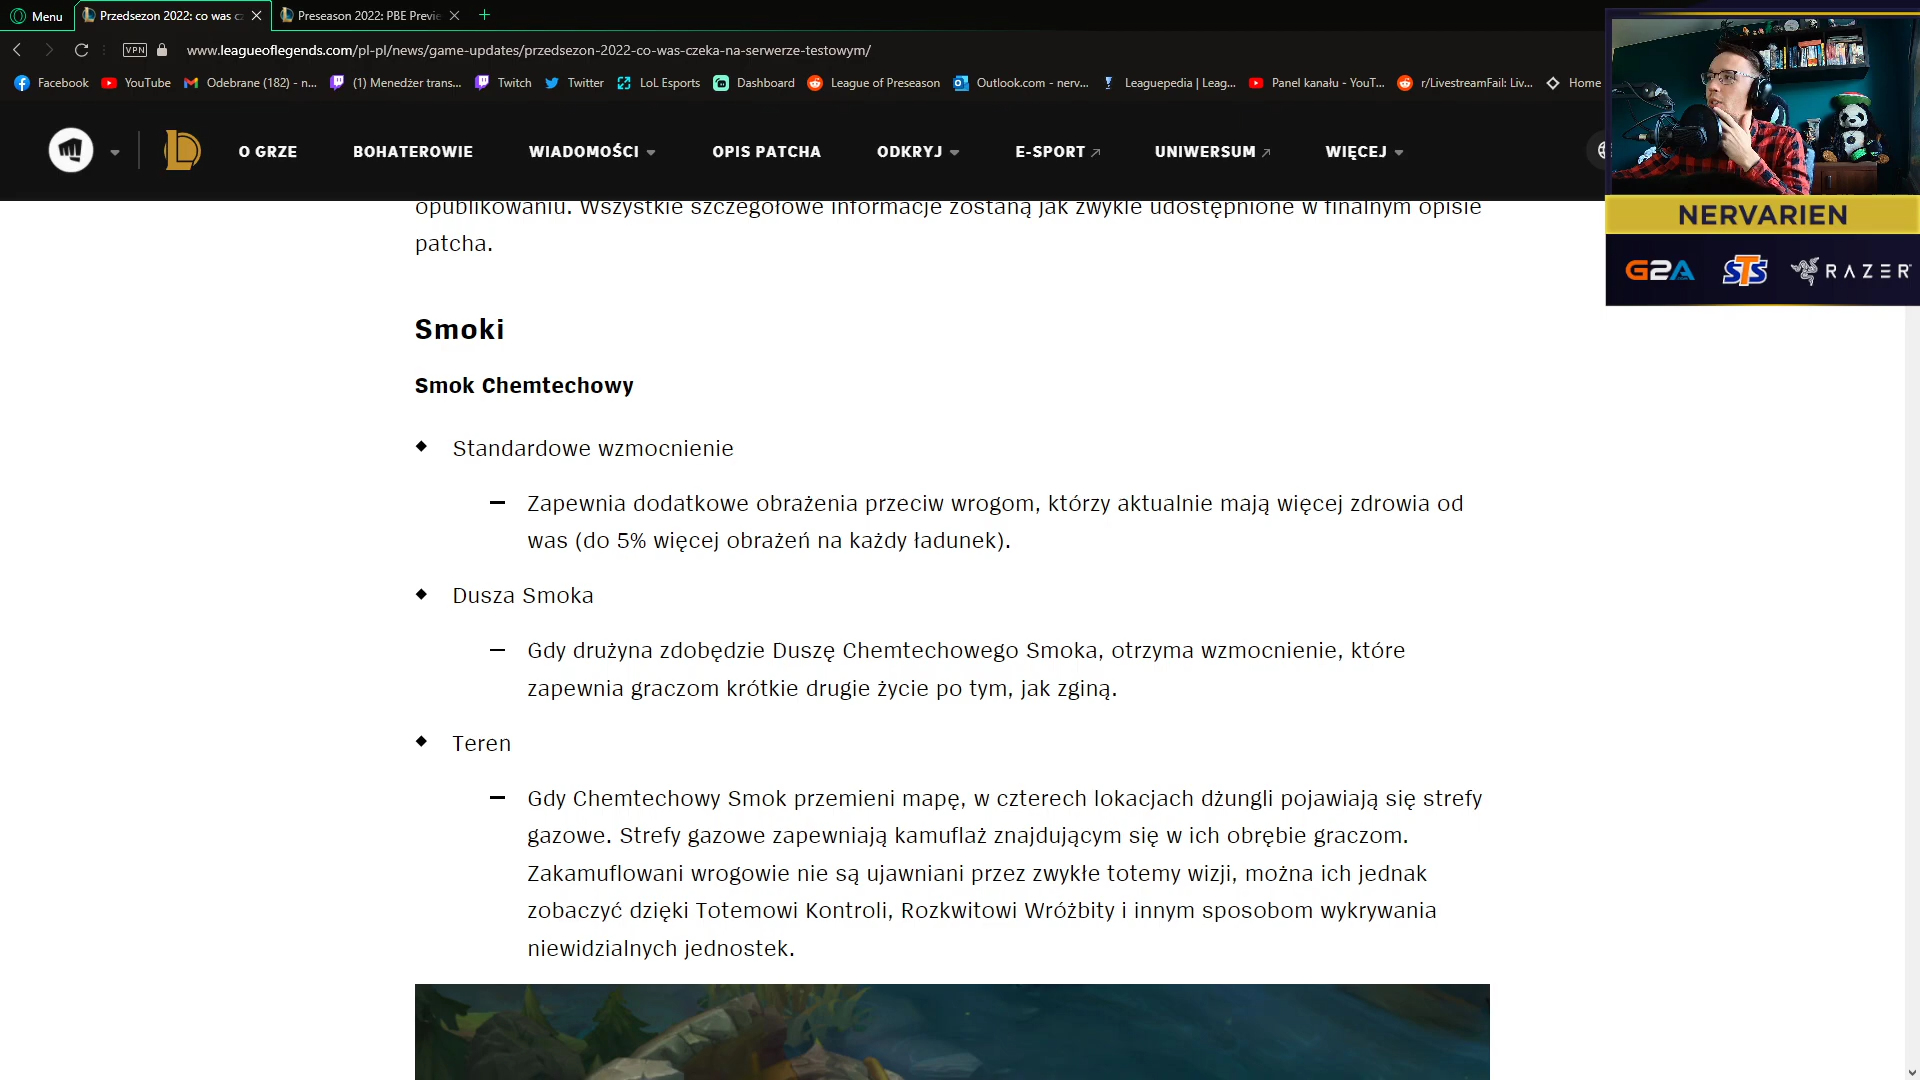 Menu
Przedsezon 2022: co was cz
Preseason 2022: PBE Previe
VPN
www.leagueoflegends.com/pl-pl/news/game-updates/przedsezon-2022-co-was-czeka-na-serwerze-testowym/
Facebook
YouTube
Odebrane (182) - n...
(1) Menedżer trans...
Twitch
Twitter
LoL Esports
Dashboard
League of Preseason
Outlook.com - nerv...
Leaguepedia | Leag...
Panel kanału - YouT...
r/LivestreamFail: Liv...
Home
O GRZE
BOHATEROWIE
WIADOMOŚCI
OPIS PATCHA
ODKRYJ
E-SPORT
UNIWERSUM
WIĘCEJ
NERVARIEN
G2A
STS
RAZER
opublikowaniu. Wszystkie szczegółowe informacje zostaną jak zwykle udostępnione w finalnym opisie
patcha.
Smoki
Smok Chemtechowy
Standardowe wzmocnienie
Zapewnia dodatkowe obrażenia przeciw wrogom, którzy aktualnie mają więcej zdrowia od
was (do 5% więcej obrażeń na każdy ładunek).
Dusza Smoka
Gdy drużyna zdobędzie Duszę Chemtechowego Smoka, otrzyma wzmocnienie, które
zapewnia graczom krótkie drugie życie po tym, jak zginą.
Teren
Gdy Chemtechowy Smok przemieni mapę, w czterech lokacjach dżungli pojawiają się strefy
gazowe. Strefy gazowe zapewniają kamuflaż znajdującym się w ich obrębie graczom.
Zakamuflowani wrogowie nie są ujawniani przez zwykłe totemy wizji, można ich jednak
zobaczyć dzięki Totemowi Kontroli, Rozkwitowi Wróżbity i innym sposobom wykrywania
niewidzialnych jednostek.